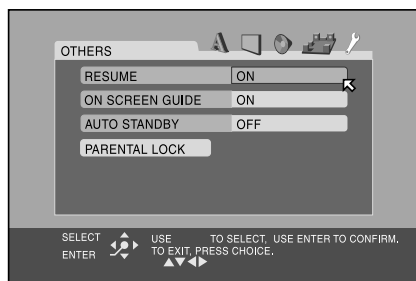 OTHERS
RESUME ON
ON SCREEN GUIDE ON
AUTO STANDBY OFF
PARENTAL LOCK
SELECT USE TO SELECT, USE ENTER TO CONFIRM.
ENTER TO EXIT, PRESS CHOICE.